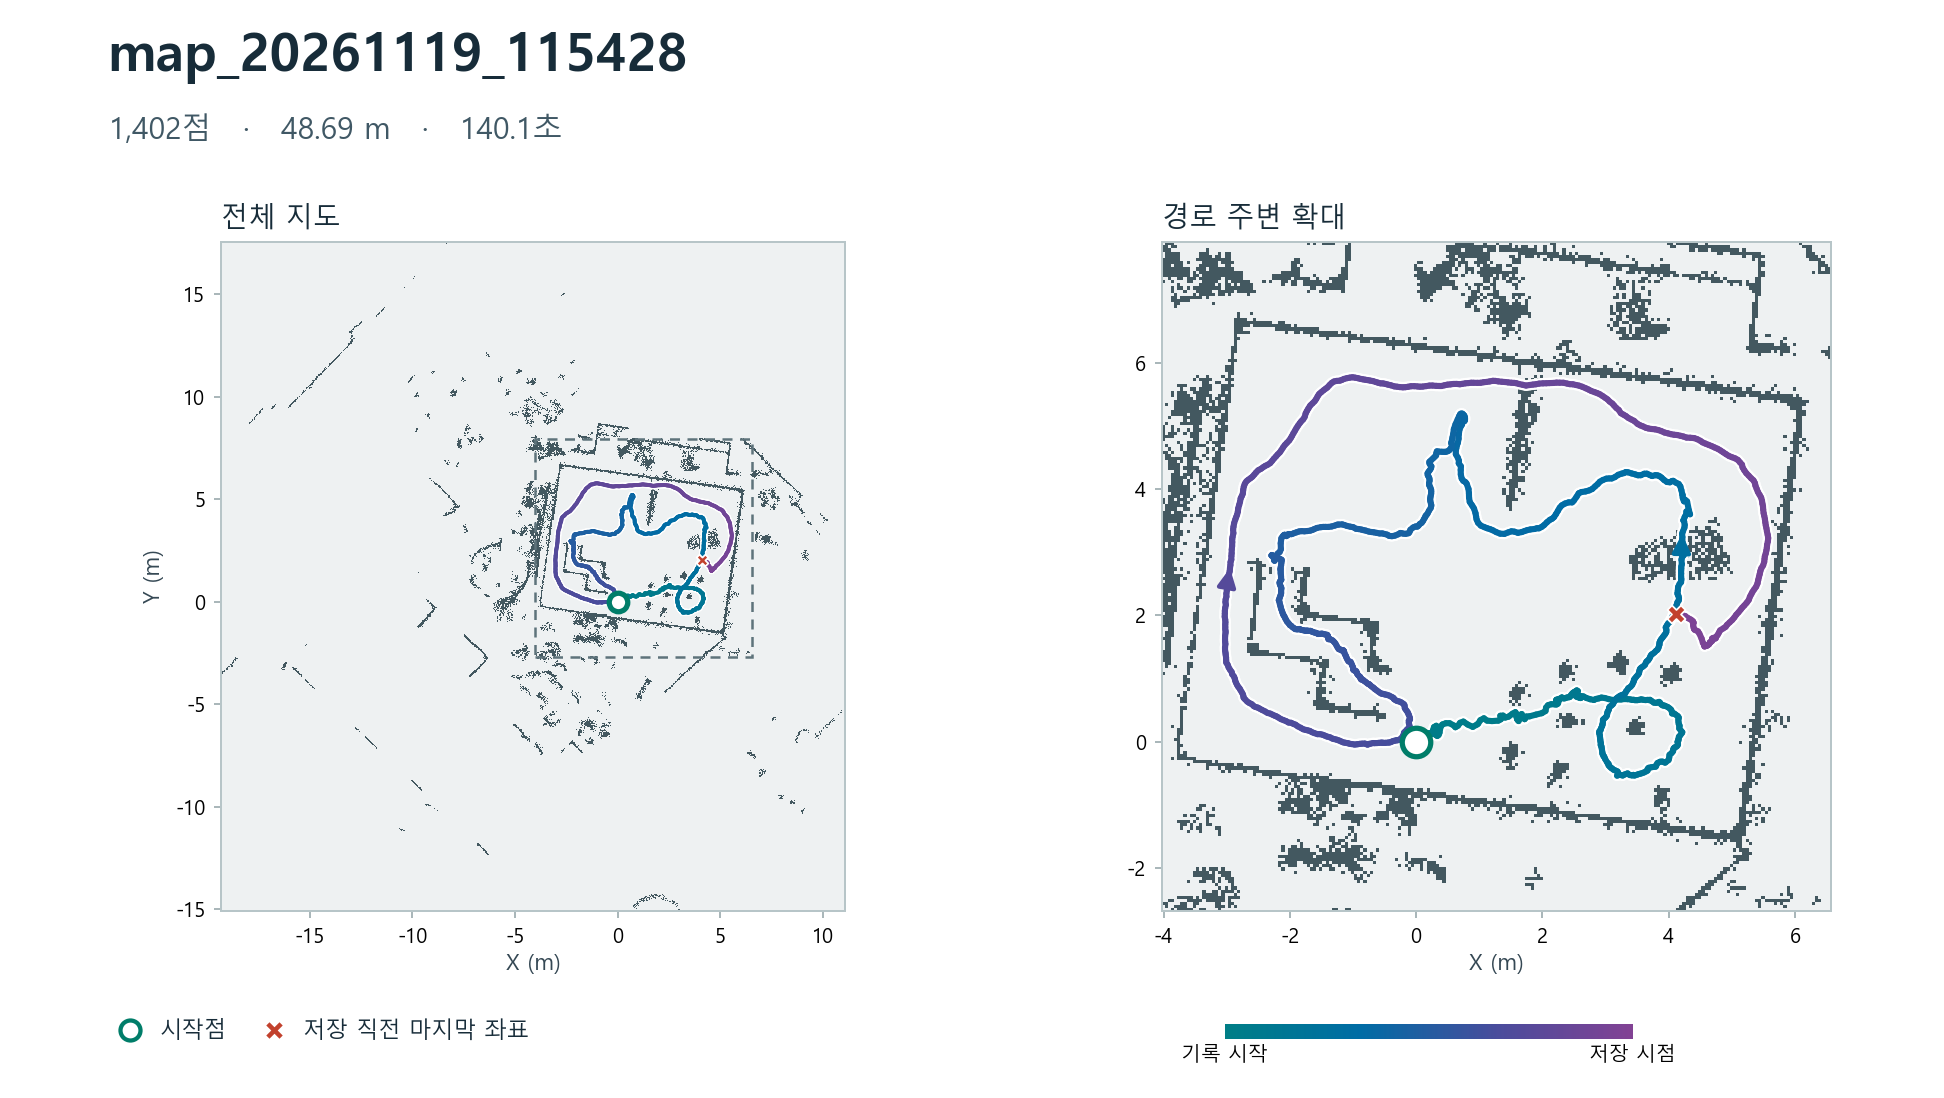 map_20261119_115428
1,402점 · 48.69 m · 140.1초
전체 지도
15
10
5
0
-5
-10
-15
Y (m)
-15 -10 -5 0 5 10
X (m)
경로 주변 확대
6
4
2
0
-2
-4 -2 0 2 4 6
X (m)
시작점 저장 직전 마지막 좌표
기록 시작 저장 시점